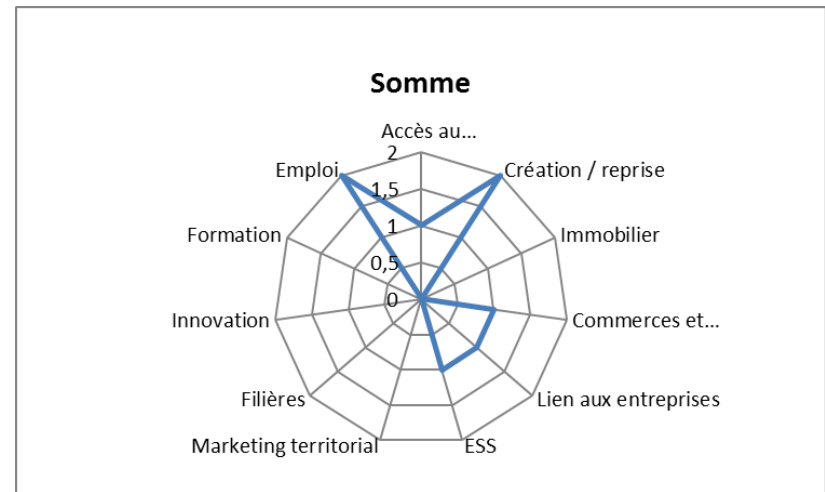 Somme
Accès au...
Création / reprise
Immobilier
Commerces et...
Lien aux entreprises
ESS
Marketing territorial
Filières
Innovation
Formation
Emploi
2
1,5
1
0,5
0